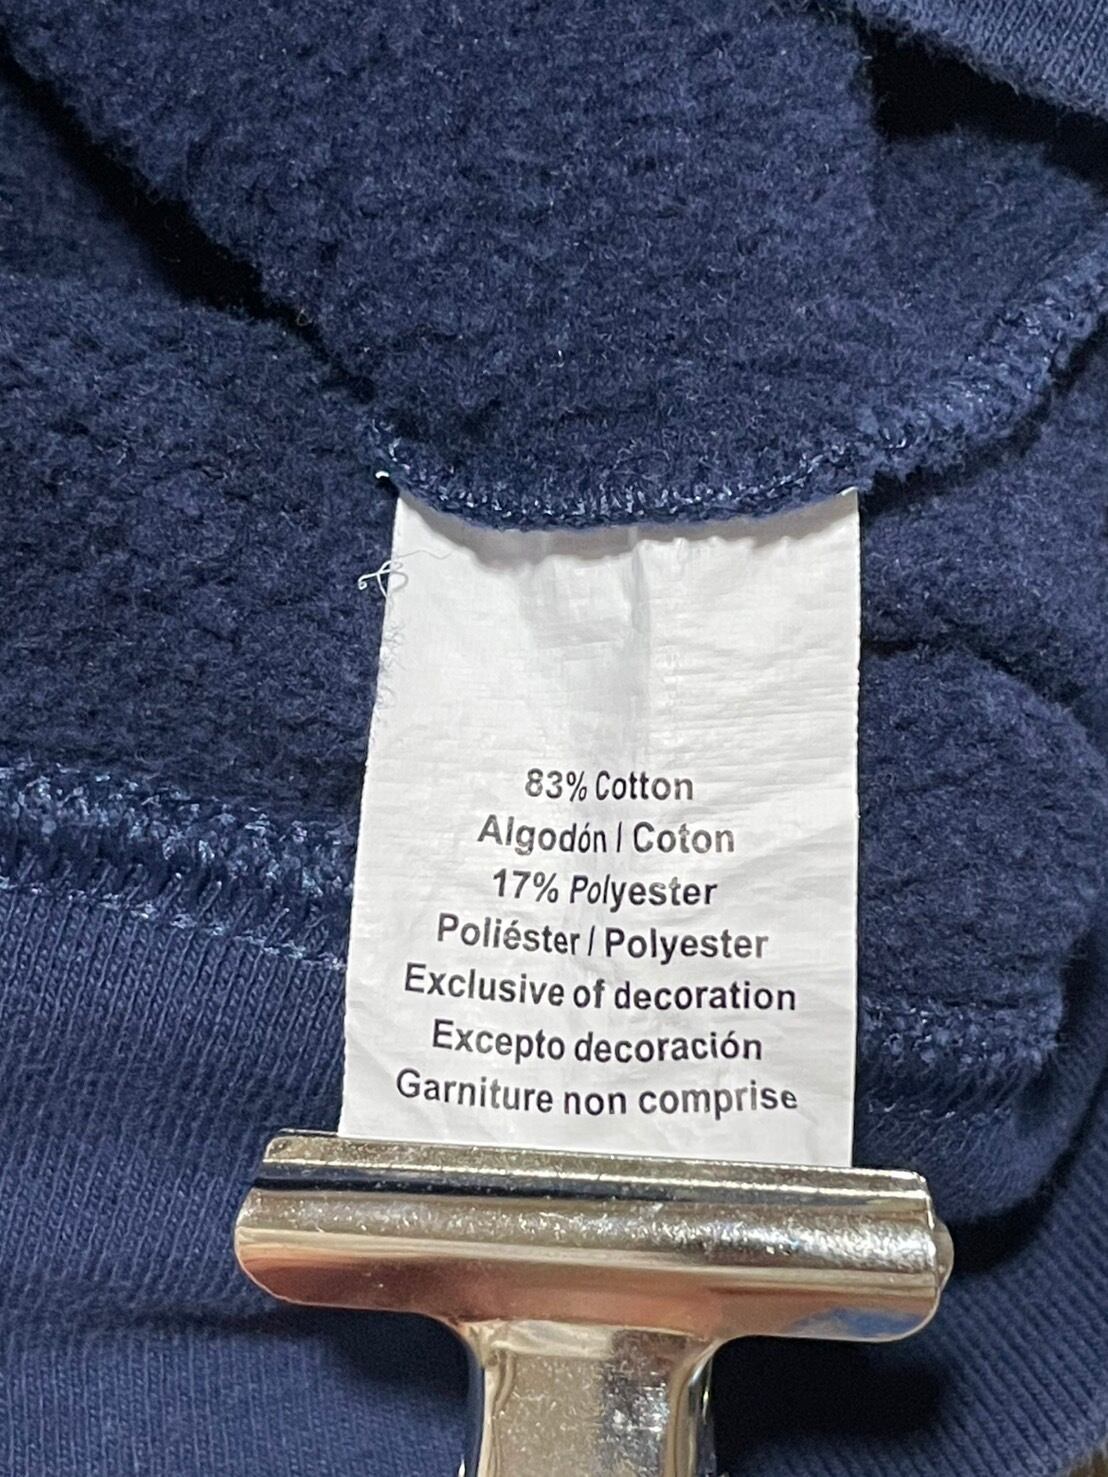 83% Cotton
Algodón / Coton
17% Polyester
Poliéster / Polyester
Exclusive of decoration
Excepto decoración
Garniture non comprise